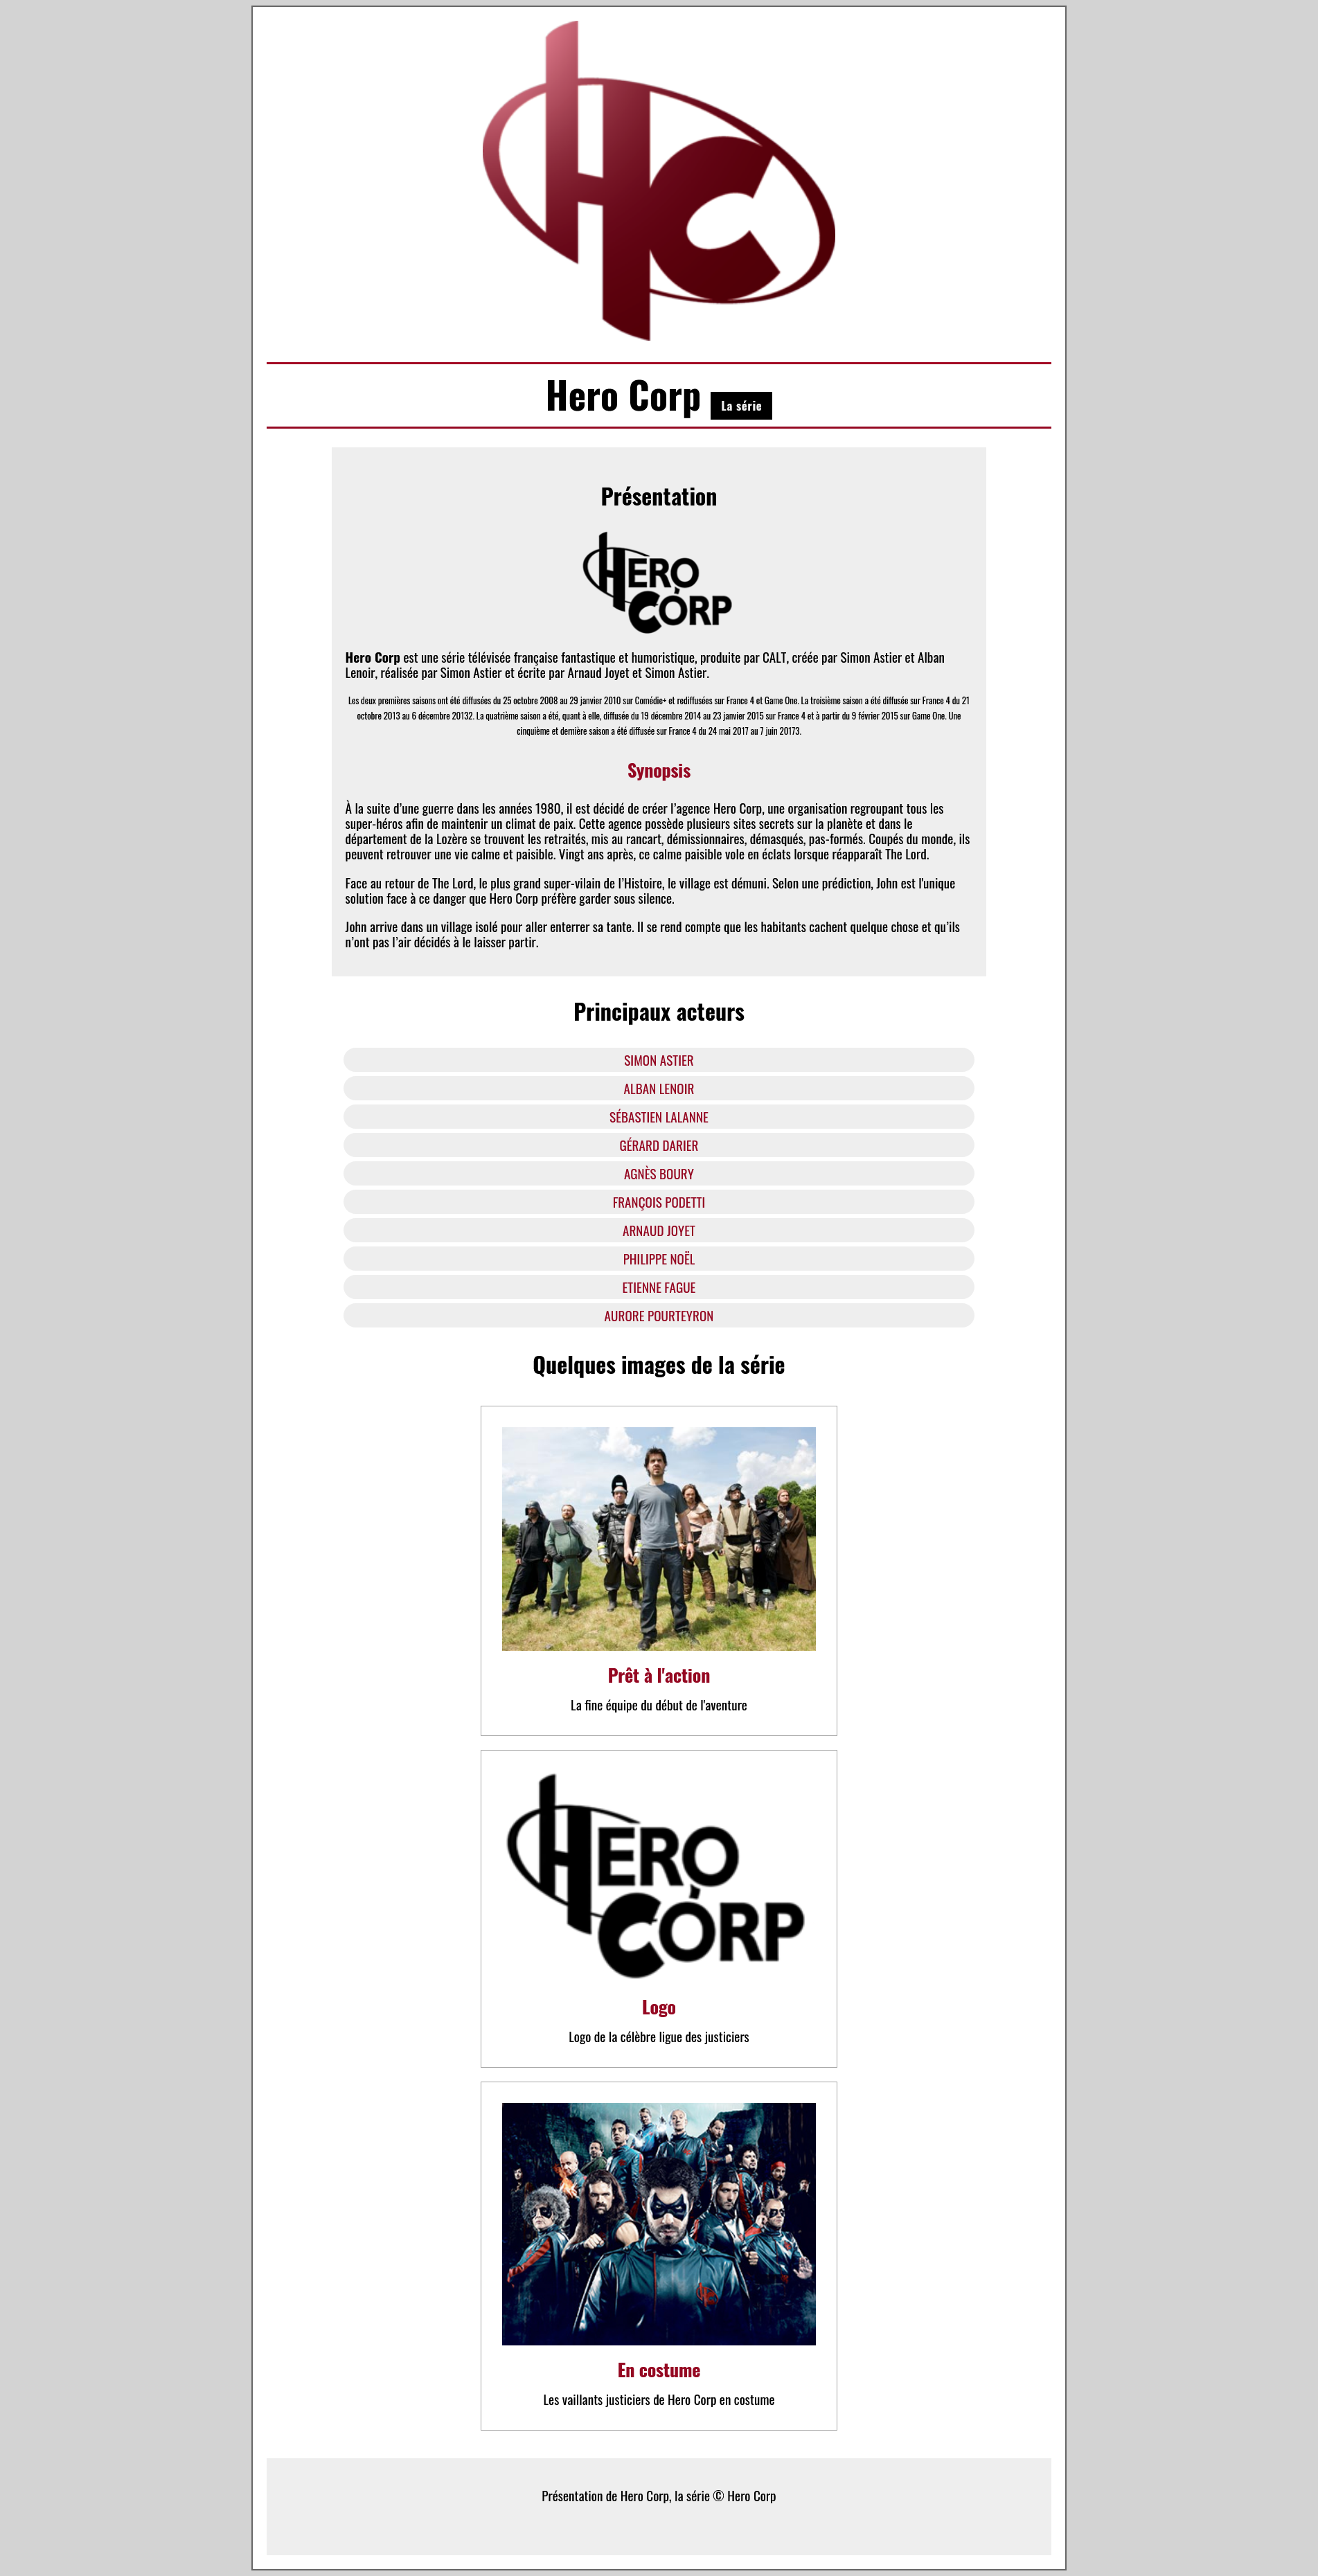 HC
Hero Corp La série
Présentation
HERO
CORP
Hero Corp est une série télévisée française fantastique et humoristique, produite par CALT, créée par Simon Astier et Alban
Lenoir, réalisée par Simon Astier et écrite par Arnaud Joyet et Simon Astier.
Les deux premières saisons ont été diffusées du 25 octobre 2008 au 29 janvier 2010 sur Comédie+ et rediffusées sur France 4 et Game One. La troisième saison a été diffusée sur France 4 du 21
octobre 2013 au 6 décembre 20132. La quatrième saison a été, quant à elle, diffusée du 19 décembre 2014 au 23 janvier 2015 sur France 4 et à partir du 9 février 2015 sur Game One. Une
cinquième et dernière saison a été diffusée sur France 4 du 24 mai 2017 au 7 juin 20173.
Synopsis
À la suite d’une guerre dans les années 1980, il est décidé de créer l’agence Hero Corp, une organisation regroupant tous les
super-héros afin de maintenir un climat de paix. Cette agence possède plusieurs sites secrets sur la planète et dans le
département de la Lozère se trouvent les retraités, mis au rancart, démissionnaires, démasqués, pas-formés. Coupés du monde, ils
peuvent retrouver une vie calme et paisible. Vingt ans après, ce calme paisible vole en éclats lorsque réapparaît The Lord.
Face au retour de The Lord, le plus grand super-vilain de l’Histoire, le village est démuni. Selon une prédiction, John est l'unique
solution face à ce danger que Hero Corp préfère garder sous silence.
John arrive dans un village isolé pour aller enterrer sa tante. Il se rend compte que les habitants cachent quelque chose et qu’ils
n’ont pas l’air décidés à le laisser partir.
Principaux acteurs
SIMON ASTIER
ALBAN LENOIR
SÉBASTIEN LALANNE
GÉRARD DARIER
AGNÈS BOURY
FRANÇOIS PODETTI
ARNAUD JOYET
PHILIPPE NOËL
ETIENNE FAGUE
AURORE POURTEYRON
Quelques images de la série
Prêt à l'action
La fine équipe du début de l'aventure
HERO
CORP
Logo
Logo de la célèbre ligue des justiciers
En costume
Les vaillants justiciers de Hero Corp en costume
Présentation de Hero Corp, la série © Hero Corp